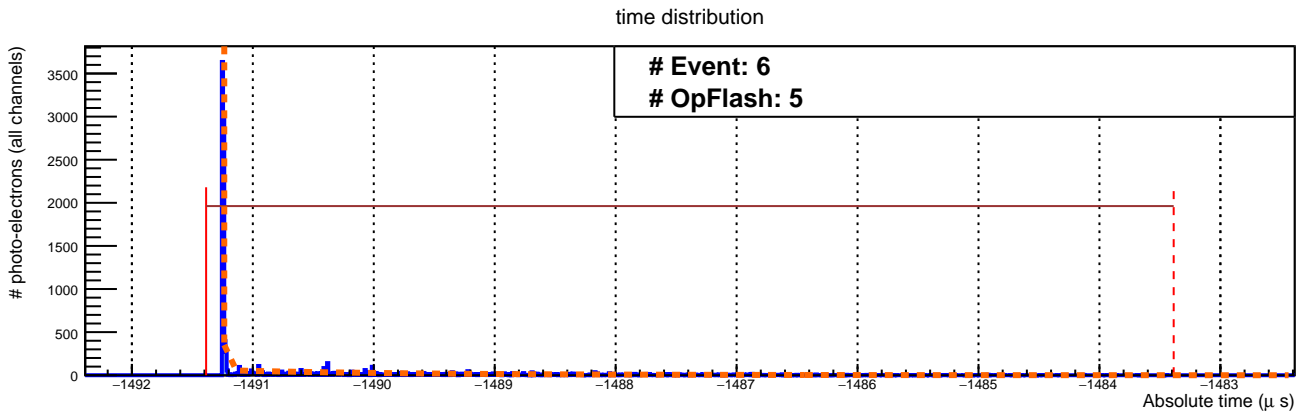 time distribution
# Event: 6
# OpFlash: 5
# photo-electrons (all channels)
3500
3000
2500
2000
1500
1000
500
0
−1492 −1491 −1490 −1489 −1488 −1487 −1486 −1485 −1484 −1483
Absolute time (μ s)